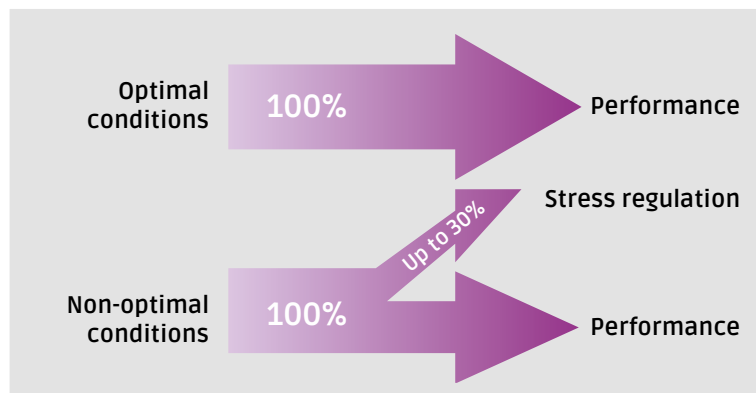 Optimal
conditions
100%
Performance
Stress regulation
Up to 30%
Non-optimal
conditions
100%
Performance